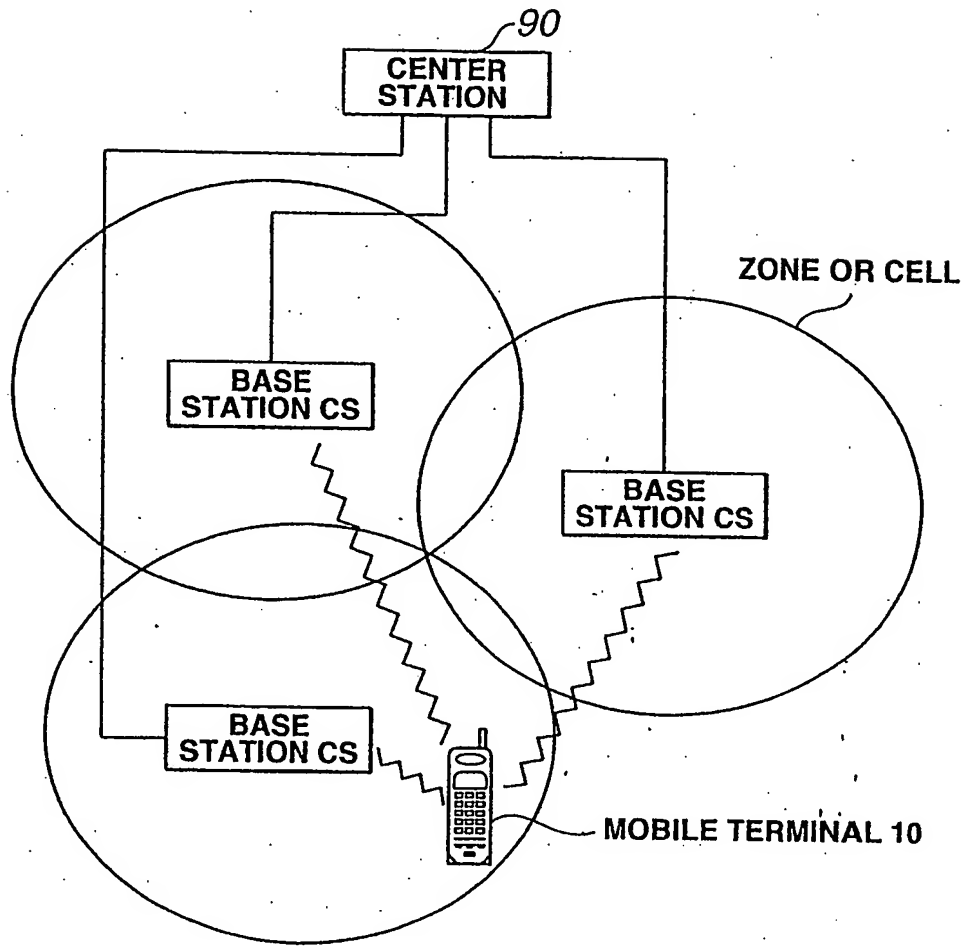 90
CENTER
STATION
ZONE OR CELL
BASE
STATION CS
BASE
STATION CS
BASE
STATION CS
MOBILE TERMINAL 10